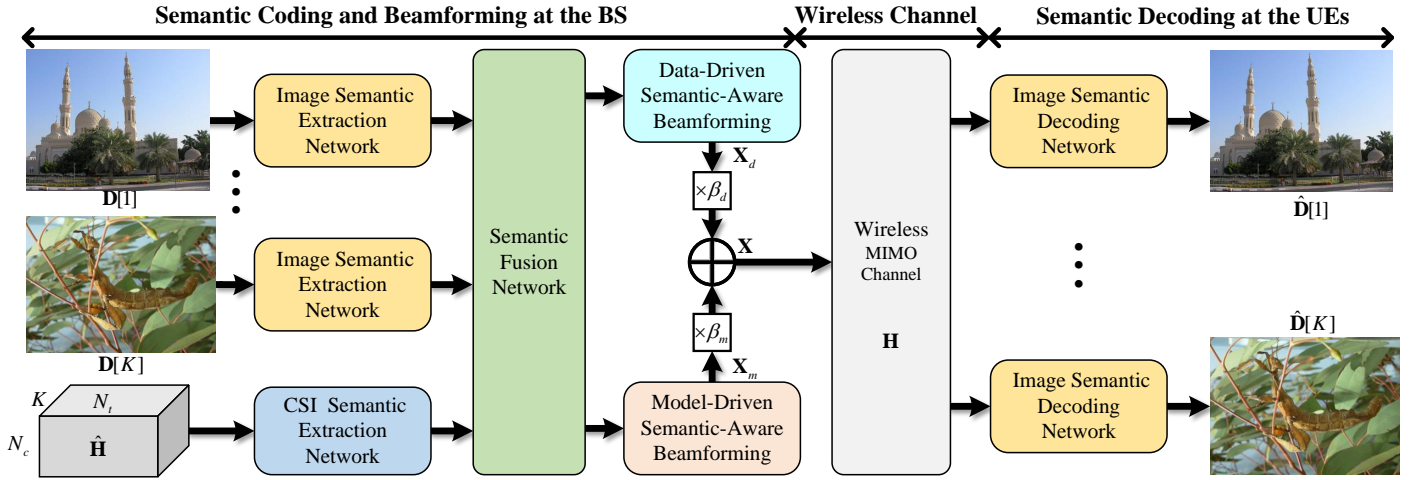 Semantic Coding and Beamforming at the BS
Wireless Channel
Semantic Decoding at the UEs
D[1]
D[K]
K
N_t
N_c
Ĥ
Image Semantic
Extraction
Network
Image Semantic
Extraction
Network
CSI Semantic
Extraction
Network
Semantic
Fusion
Network
Data-Driven
Semantic-Aware
Beamforming
X_d
×β_d
X
×β_m
X_m
Model-Driven
Semantic-Aware
Beamforming
Wireless
MIMO
Channel
H
Image Semantic
Decoding
Network
D̂[1]
Image Semantic
Decoding
Network
D̂[K]